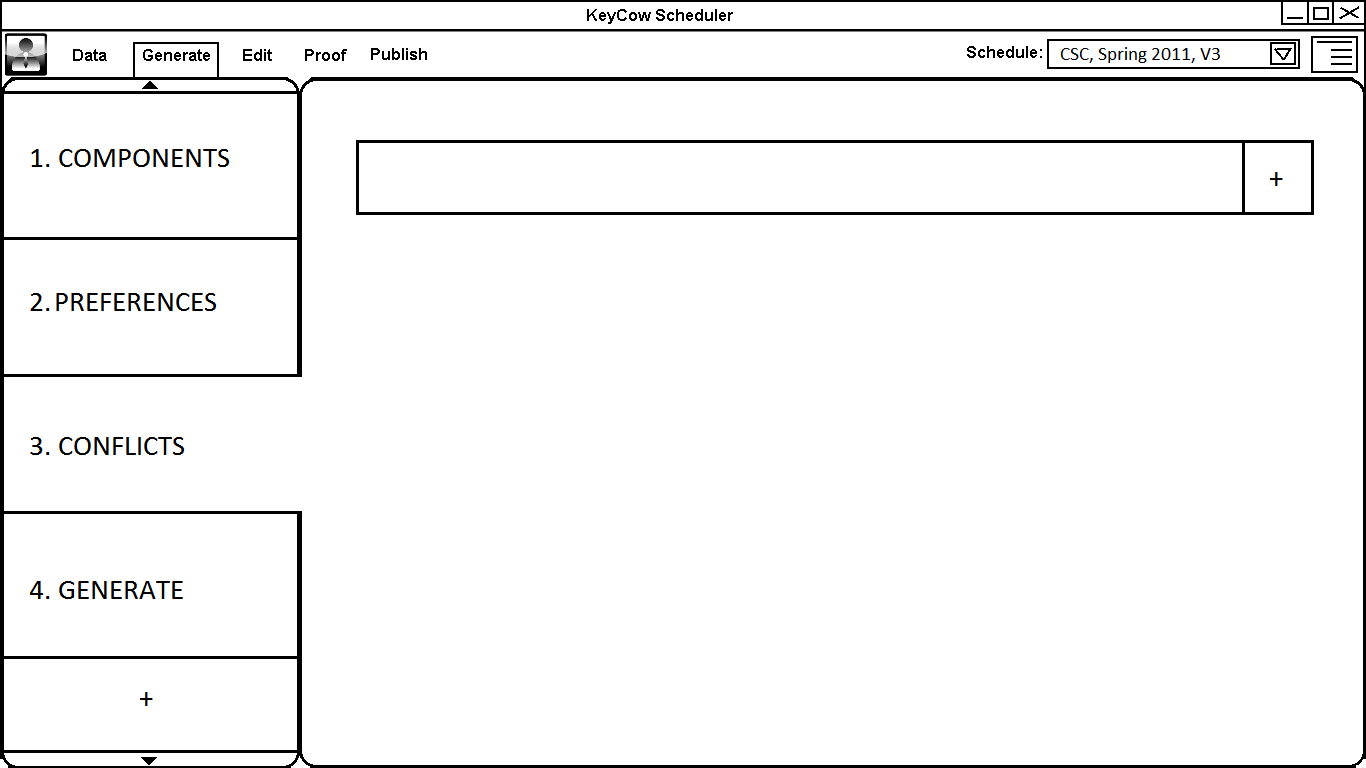 KeyCow Scheduler
Data Generate Edit Proof Publish Schedule: CSC, Spring 2011, V3
1. COMPONENTS
+
2. PREFERENCES
3. CONFLICTS
4. GENERATE
+